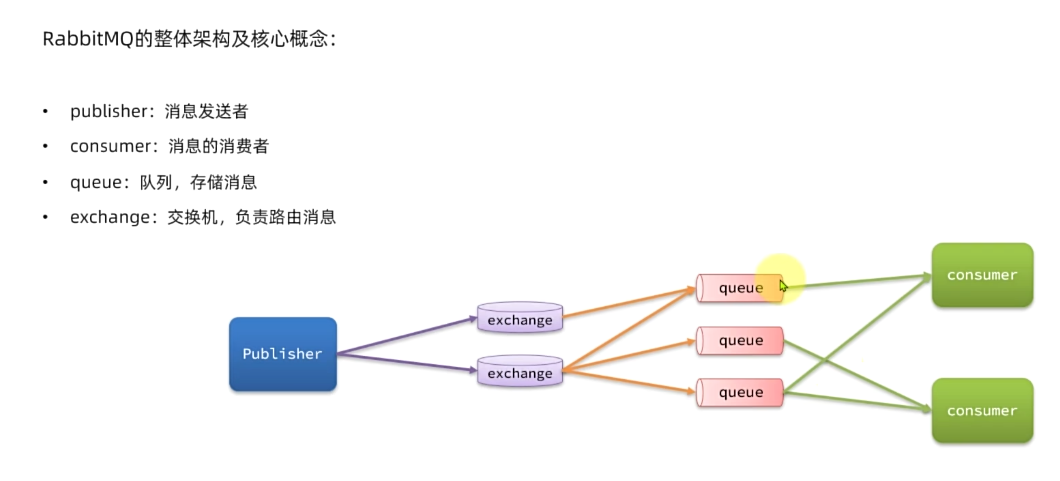 RabbitMQ的整体架构及核心概念：
• publisher：消息发送者
• consumer：消息的消费者
• queue：队列，存储消息
• exchange：交换机，负责路由消息
consumer
queue
exchange
queue
Publisher
exchange
queue
consumer